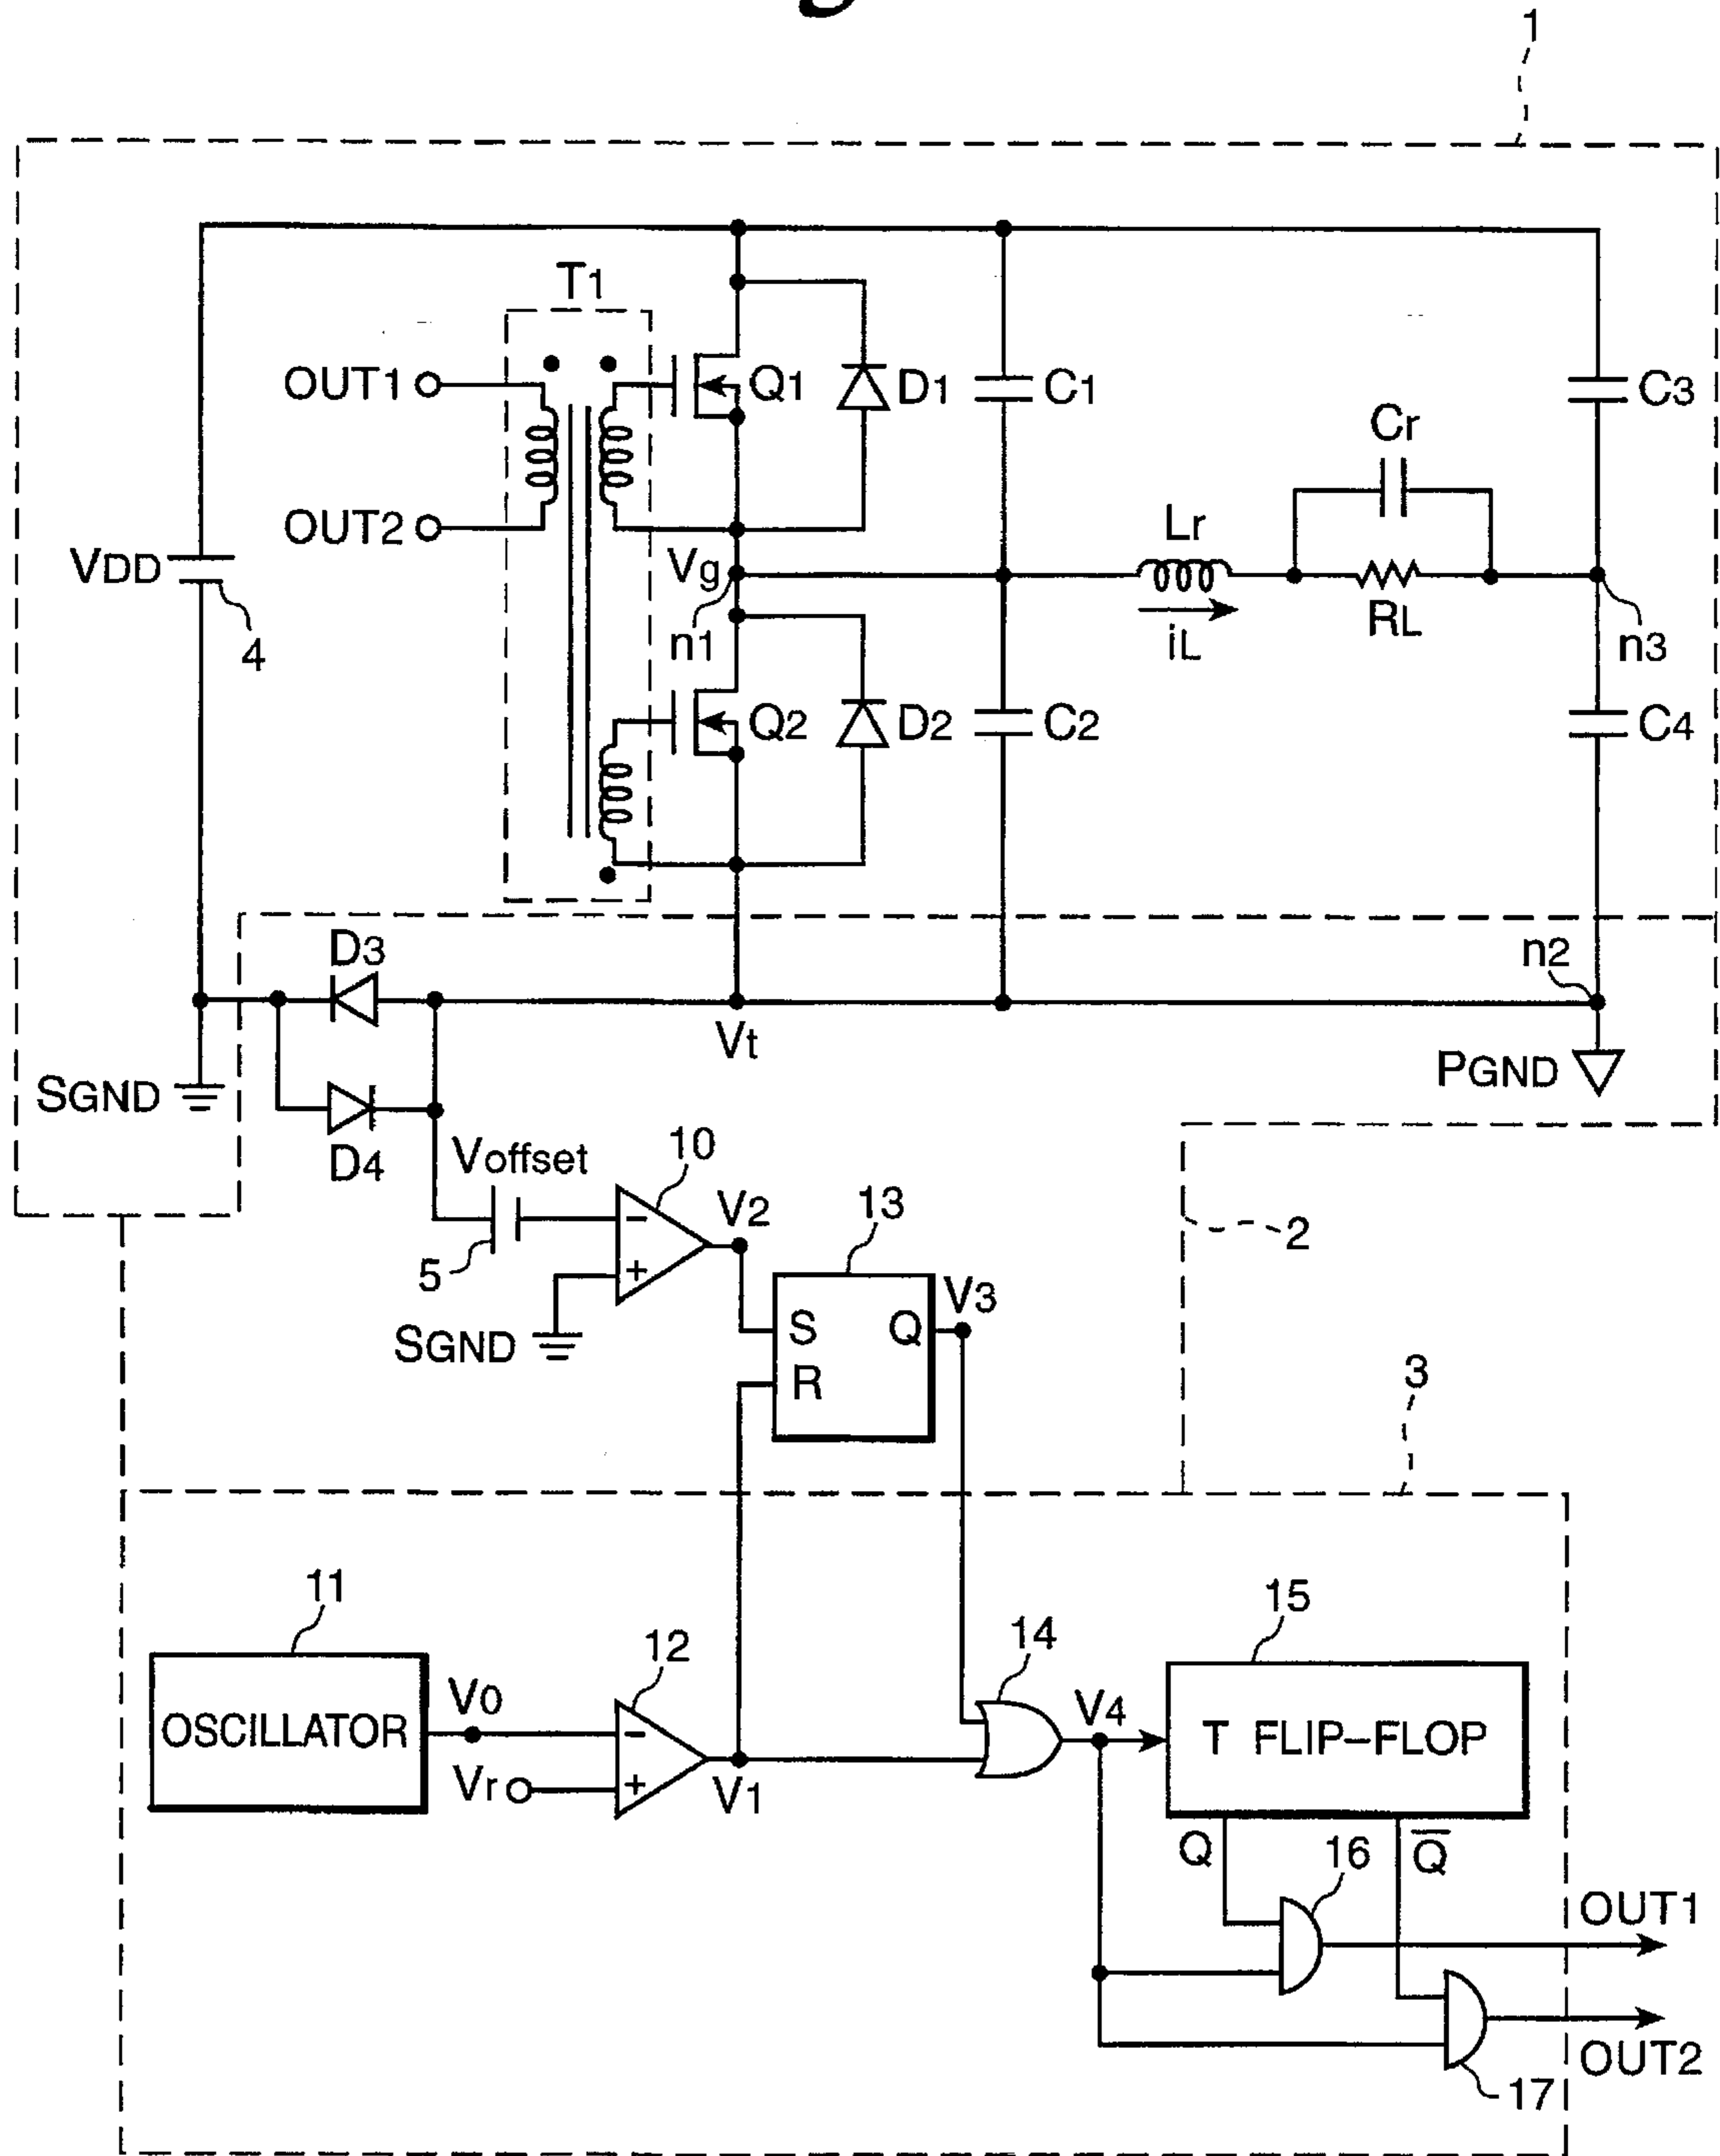 1
T1
OUT1
Q1
D1
C1
C3
Cr
OUT2
VDD
Vg
Lr
4
n1
iL
RL
n3
Q2
D2
C2
C4
D3
n2
Vt
SGND
PGND
D4
Voffset
10
V2
13
2
5
S Q
V3
SGND
R
3
11
12
14
15
V0
OSCILLATOR
V4
T FLIP-FLOP
Vr
V1
Q
Q̅
16
OUT1
OUT2
17